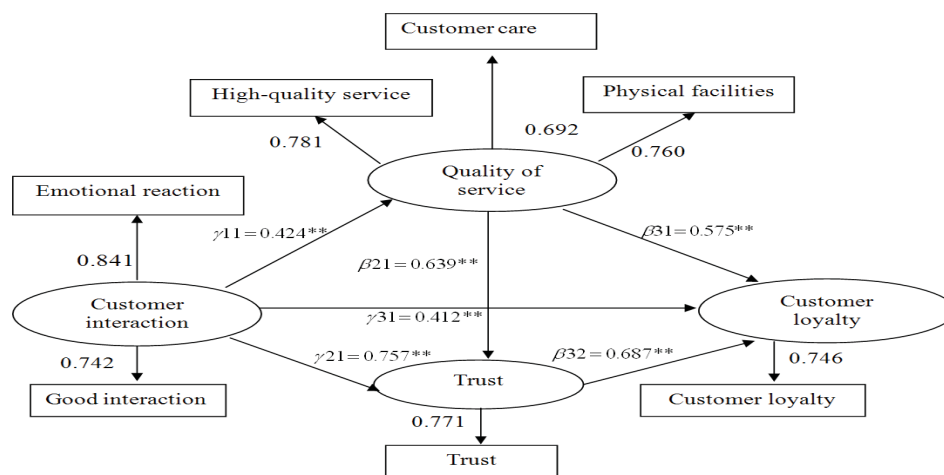 Customer care
High-quality service
Physical facilities
0.781
0.692
0.760
Quality of
service
Emotional reaction
γ11=0.424**
β31=0.575**
0.841
β21=0.639**
Customer
interaction
Customer
loyalty
γ31=0.412**
0.742
γ21=0.757**
β32=0.687**
0.746
Trust
Good interaction
Customer loyalty
0.771
Trust